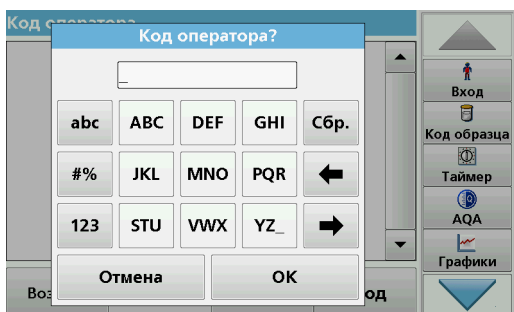 Код оператора
Код оператора?
_
abc ABC DEF GHI Сбр.
#% JKL MNO PQR
123 STU VWX YZ_
Отмена OK
Вход
Код образца
Таймер
AQA
Графики